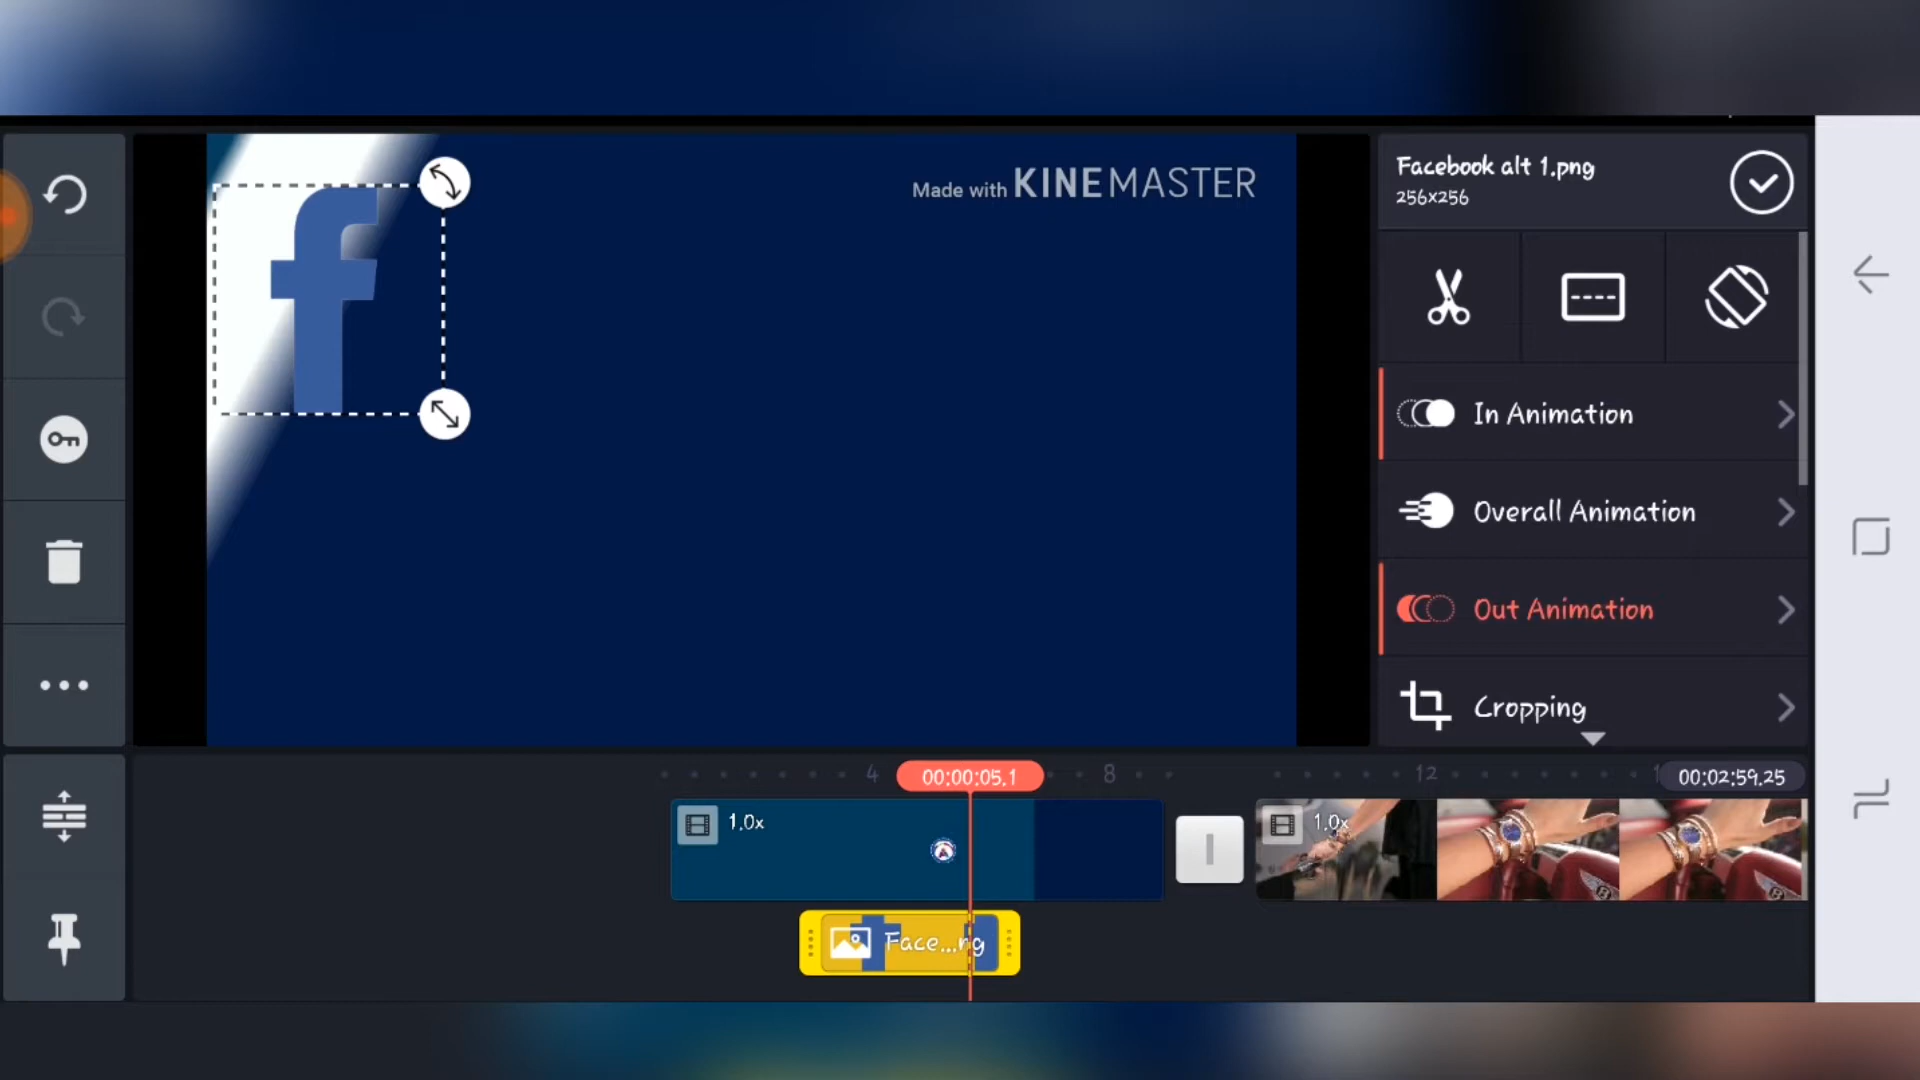 Made with KINEMASTER
Facebook alt 1.png
256x256
In Animation
Overall Animation
Out Animation
Cropping
4
00:00:05.1
8
12
00:02:59.25
1.0x
1.0x
Face...ng